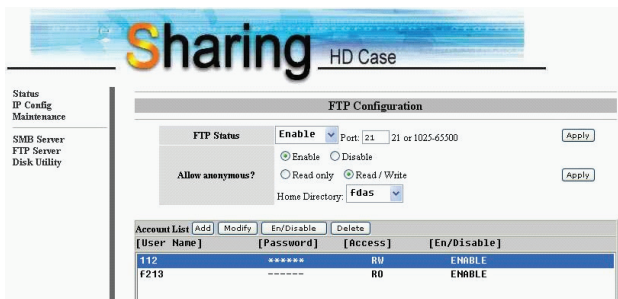 Sharing HD Case
Status
IP Config
Maintenance
SMB Server
FTP Server
Disk Utility
FTP Configuration
FTP Status Enable Port: 21 21 or 1025-65500 Apply
Enable Disable
Allow anonymous? Read only Read / Write Apply
Home Directory: fdas
Account List Add Modify En/Disable Delete
[User Name] [Password] [Access] [En/Disable]
112 ****** RW ENABLE
f213 ------ RO ENABLE